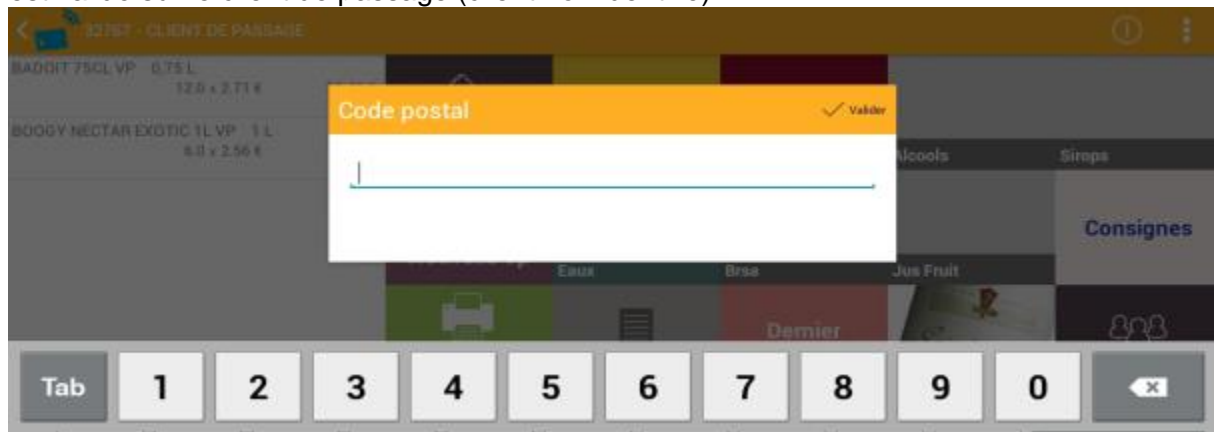 32767 - CLIENT DE PASSAGE
BADOIT 75CL VP 0,75 L
12.0 x 2.71 €
BOOGY NECTAR EXOTIC 1L VP 1 L
6.0 x 2.56 €
Code postal
Valider
Alcools
Sirops
Consignes
Eaux
Brsa
Jus Fruit
Dernier
Tab 1 2 3 4 5 6 7 8 9 0